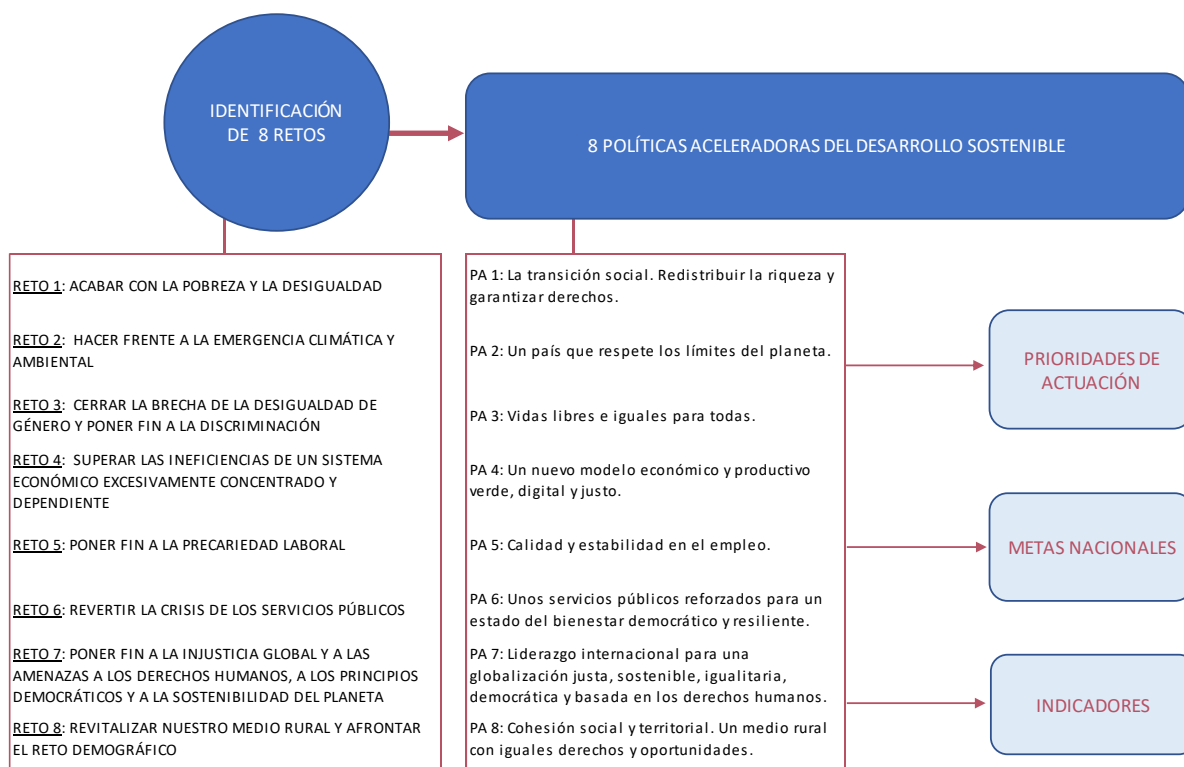 IDENTIFICACIÓN
DE 8 RETOS
8 POLÍTICAS ACELERADORAS DEL DESARROLLO SOSTENIBLE
RETO 1: ACABAR CON LA POBREZA Y LA DESIGUALDAD
RETO 2: HACER FRENTE A LA EMERGENCIA CLIMÁTICA Y
AMBIENTAL
RETO 3: CERRAR LA BRECHA DE LA DESIGUALDAD DE
GÉNERO Y PONER FIN A LA DISCRIMINACIÓN
RETO 4: SUPERAR LAS INEFICIENCIAS DE UN SISTEMA
ECONÓMICO EXCESIVAMENTE CONCENTRADO Y
DEPENDIENTE
RETO 5: PONER FIN A LA PRECARIEDAD LABORAL
RETO 6: REVERTIR LA CRISIS DE LOS SERVICIOS PÚBLICOS
RETO 7: PONER FIN A LA INJUSTICIA GLOBAL Y A LAS
AMENAZAS A LOS DERECHOS HUMANOS, A LOS PRINCIPIOS
DEMOCRÁTICOS Y A LA SOSTENIBILIDAD DEL PLANETA
RETO 8: REVITALIZAR NUESTRO MEDIO RURAL Y AFRONTAR
EL RETO DEMOGRÁFICO
PA 1: La transición social. Redistribuir la riqueza y
garantizar derechos.
PA 2: Un país que respete los límites del planeta.
PA 3: Vidas libres e iguales para todas.
PA 4: Un nuevo modelo económico y productivo
verde, digital y justo.
PA 5: Calidad y estabilidad en el empleo.
PA 6: Unos servicios públicos reforzados para un
estado del bienestar democrático y resiliente.
PA 7: Liderazgo internacional para una
globalización justa, sostenible, igualitaria,
democrática y basada en los derechos humanos.
PA 8: Cohesión social y territorial. Un medio rural
con iguales derechos y oportunidades.
PRIORIDADES DE
ACTUACIÓN
METAS NACIONALES
INDICADORES